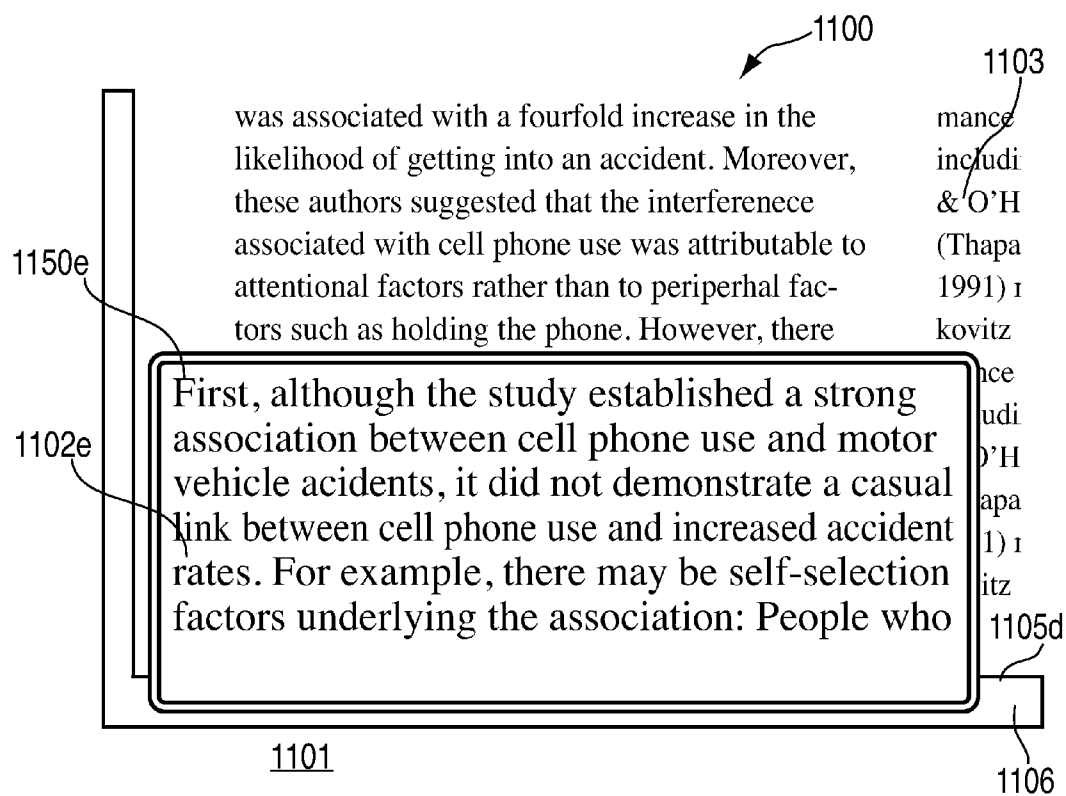 1100
1103
was associated with a fourfold increase in the
likelihood of getting into an accident. Moreover,
these authors suggested that the interferenece
associated with cell phone use was attributable to
attentional factors rather than to periperhal fac-
tors such as holding the phone. However, there
mance
includi
& O'H
(Thapa
1991) r
kovitz
nce
udi
O'H
apa
1) r
itz
1150e
1102e
First, although the study established a strong
association between cell phone use and motor
vehicle acidents, it did not demonstrate a casual
link between cell phone use and increased accident
rates. For example, there may be self-selection
factors underlying the association: People who
1105d
1101
1106